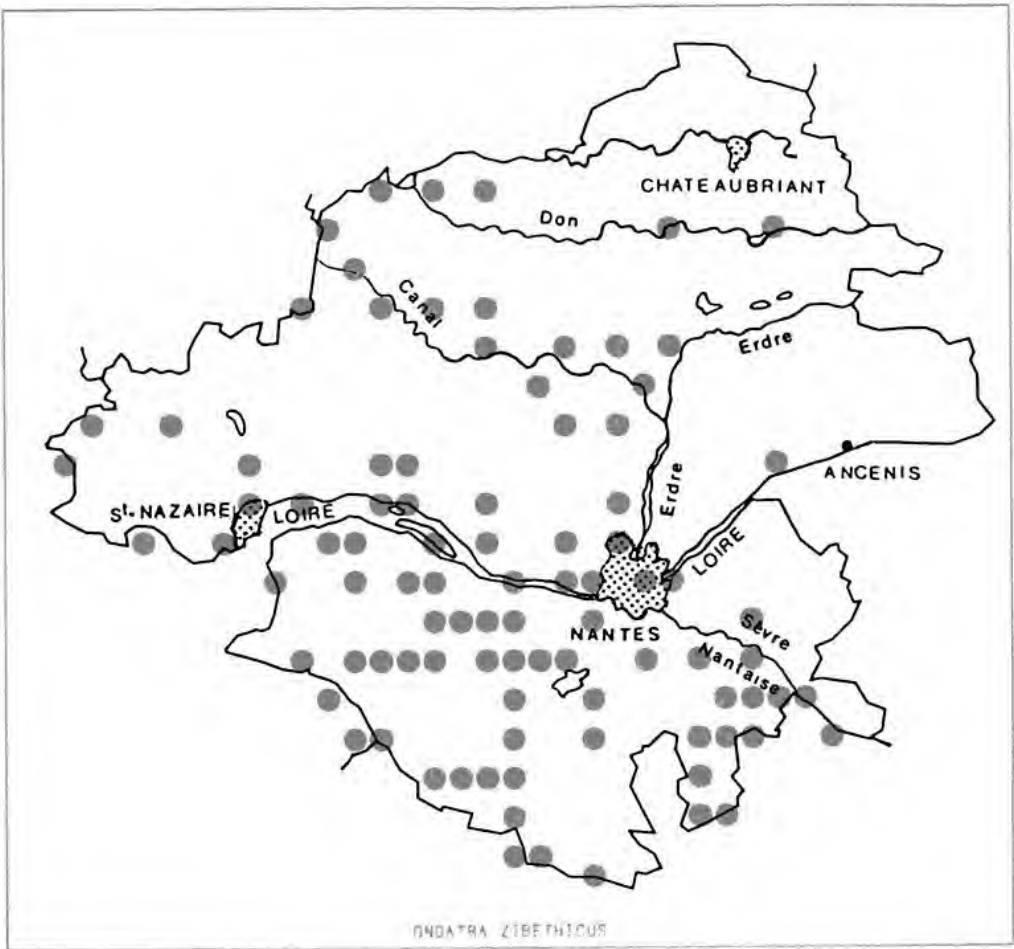 CHATEAUBRIANT
Don
Canal
Erdre
ANCENIS
Erdre
St-NAZAIRE
LOIRE
LOIRE
NANTES
Sèvre
Nantaise
ONDATRA ZIBETHICUS